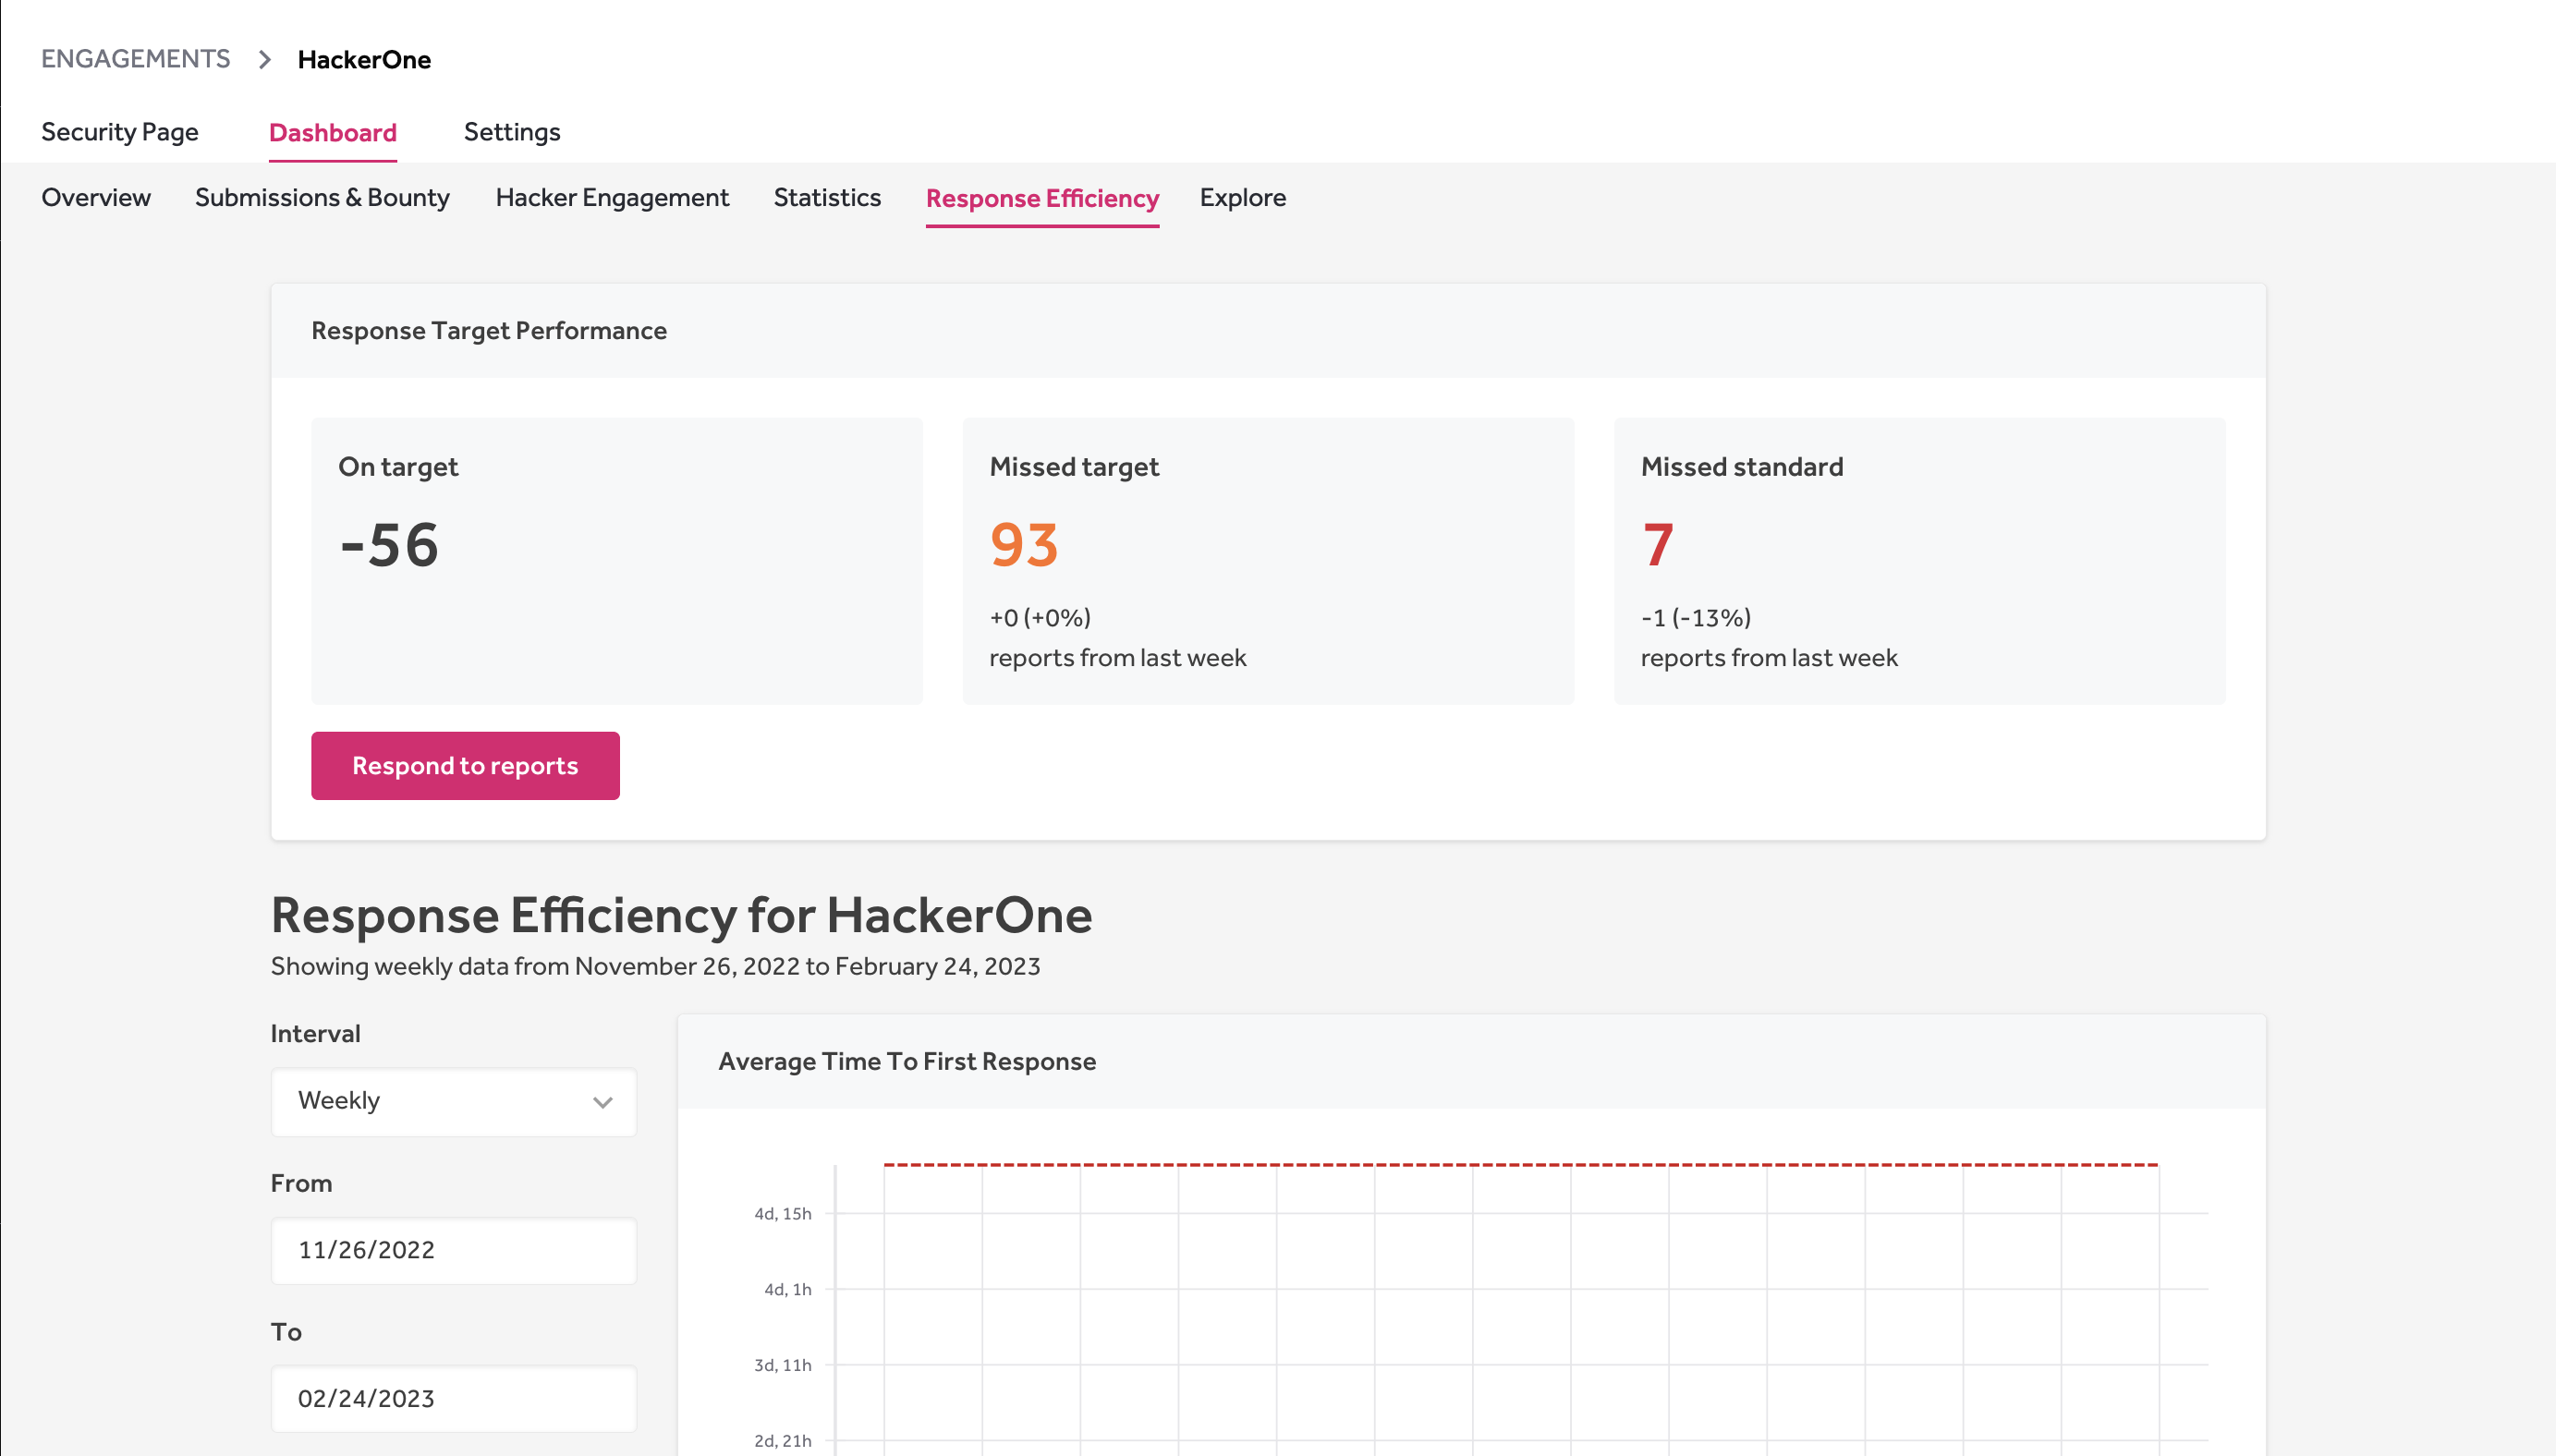 ENGAGEMENTS > HackerOne
Security Page Dashboard Settings
Overview Submissions & Bounty Hacker Engagement Statistics Response Efficiency Explore
Response Target Performance
On target
-56
Missed target
93
+0 (+0%)
reports from last week
Missed standard
7
-1 (-13%)
reports from last week
Respond to reports
Response Efficiency for HackerOne
Showing weekly data from November 26, 2022 to February 24, 2023
Interval
Weekly
From
11/26/2022
To
02/24/2023
Average Time To First Response
4d, 15h
4d, 1h
3d, 11h
2d, 21h